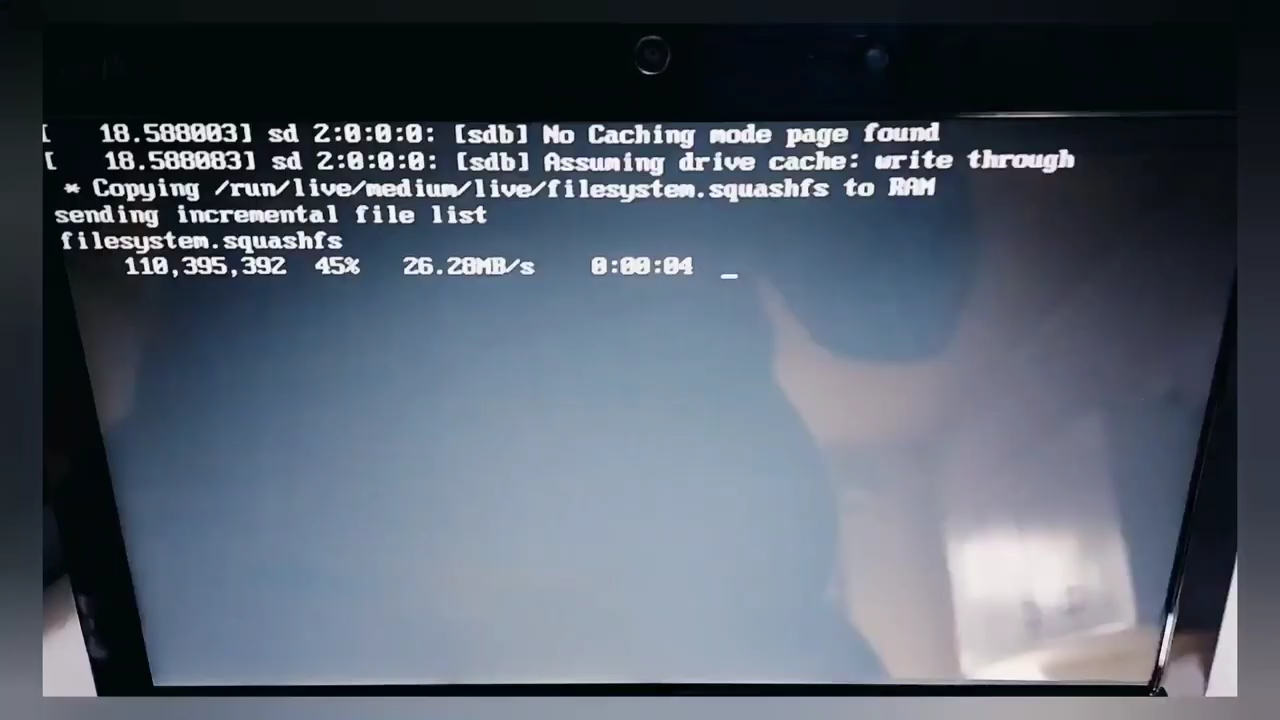 [   18.588003] sd 2:0:0:0: [sdb] No Caching mode page found
[   18.588083] sd 2:0:0:0: [sdb] Assuming drive cache: write through
* Copying /run/live/medium/live/filesystem.squashfs to RAM
sending incremental file list
filesystem.squashfs
110,395,392  45%   26.28MB/s    0:00:04 _